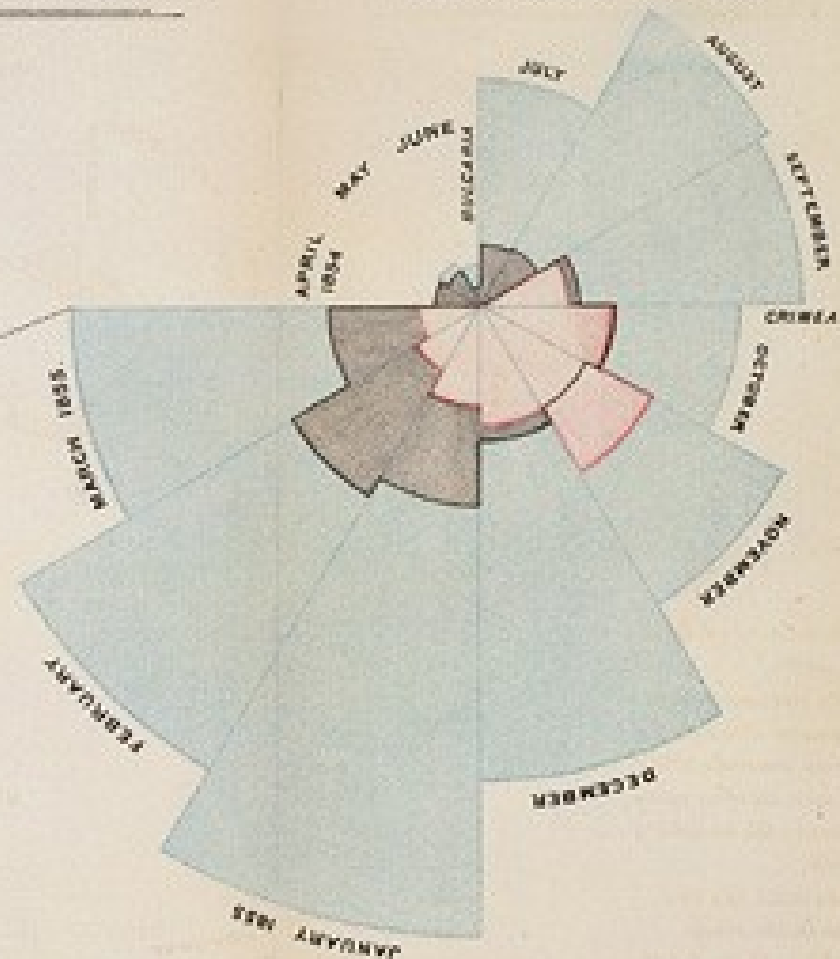 APRIL
1854
MAY
JUNE
BULGARIA
JULY
AUGUST
SEPTEMBER
CRIMEA
OCTOBER
NOVEMBER
DECEMBER
JANUARY 1855
FEBRUARY
MARCH 1855.